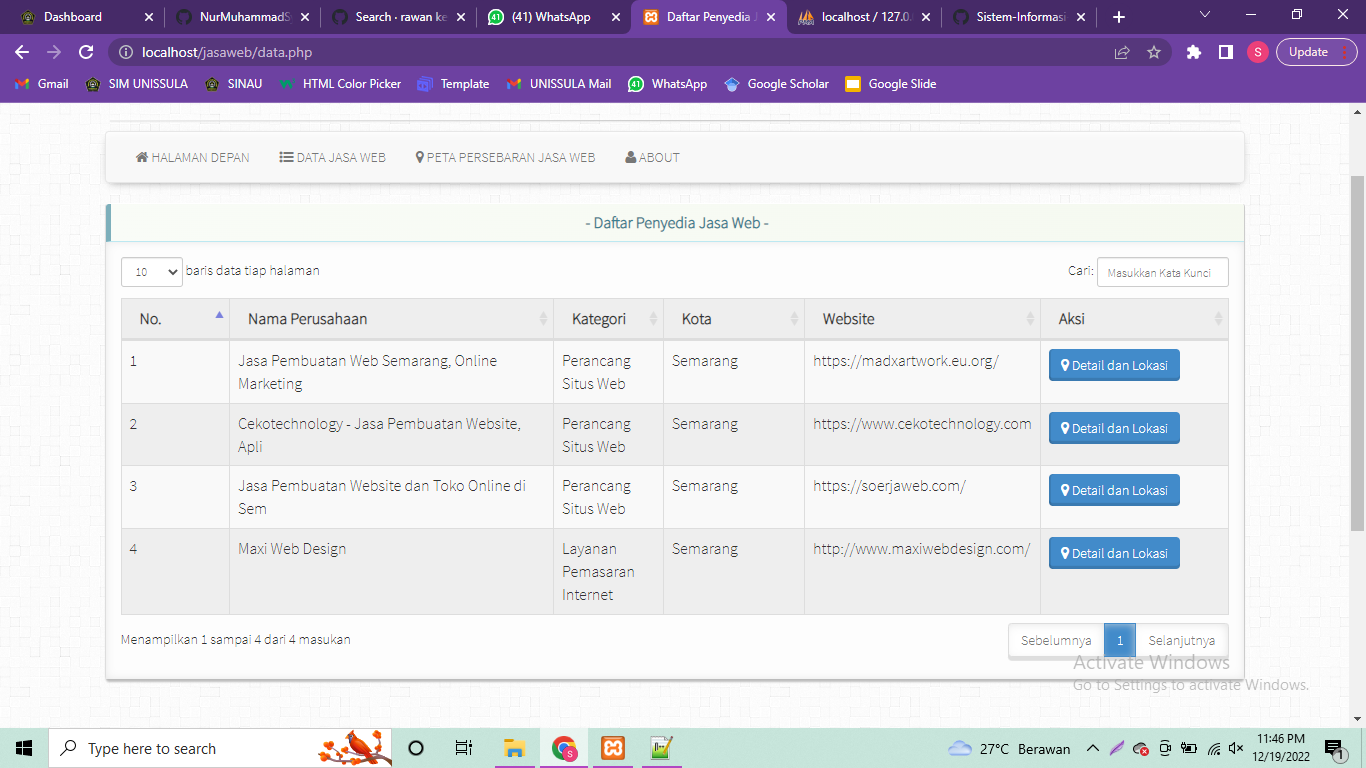 Dashboard
NurMuhammadS
Search · rawan ke
(41) WhatsApp
Daftar Penyedia J
localhost / 127.0.
Sistem-Informasi
localhost/jasaweb/data.php
S
Update
Gmail
SIM UNISSULA
SINAU
HTML Color Picker
Template
UNISSULA Mail
41
WhatsApp
Google Scholar
Google Slide
HALAMAN DEPAN
DATA JASA WEB
PETA PERSEBARAN JASA WEB
ABOUT
- Daftar Penyedia Jasa Web -
10 baris data tiap halaman
Cari: Masukkan Kata Kunci
No. Nama Perusahaan Kategori Kota Website Aksi
1 Jasa Pembuatan Web Semarang, Online Perancang Semarang https://madxartwork.eu.org/ Detail dan Lokasi
Marketing Situs Web
2 Cekotechnology - Jasa Pembuatan Website, Perancang Semarang https://www.cekotechnology.com Detail dan Lokasi
Apli Situs Web
3 Jasa Pembuatan Website dan Toko Online di Perancang Semarang https://soerjaweb.com/ Detail dan Lokasi
Sem Situs Web
4 Maxi Web Design Layanan Semarang http://www.maxiwebdesign.com/ Detail dan Lokasi
Pemasaran
Internet
Menampilkan 1 sampai 4 dari 4 masukan
Sebelumnya 1 Selanjutnya
Activate Windows
Go to Settings to activate Windows.
Type here to search
27°C Berawan
11:46 PM
12/19/2022
1